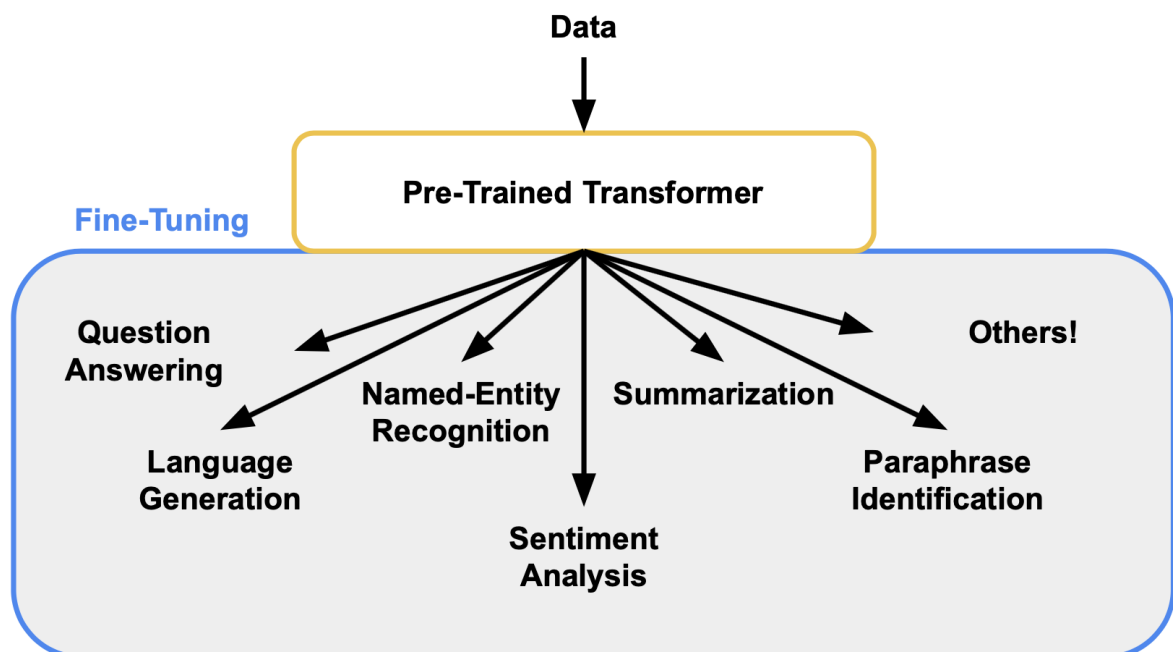 Data
Pre-Trained Transformer
Fine-Tuning
Question
Answering
Others!
Named-Entity
Recognition
Summarization
Language
Generation
Paraphrase
Identification
Sentiment
Analysis